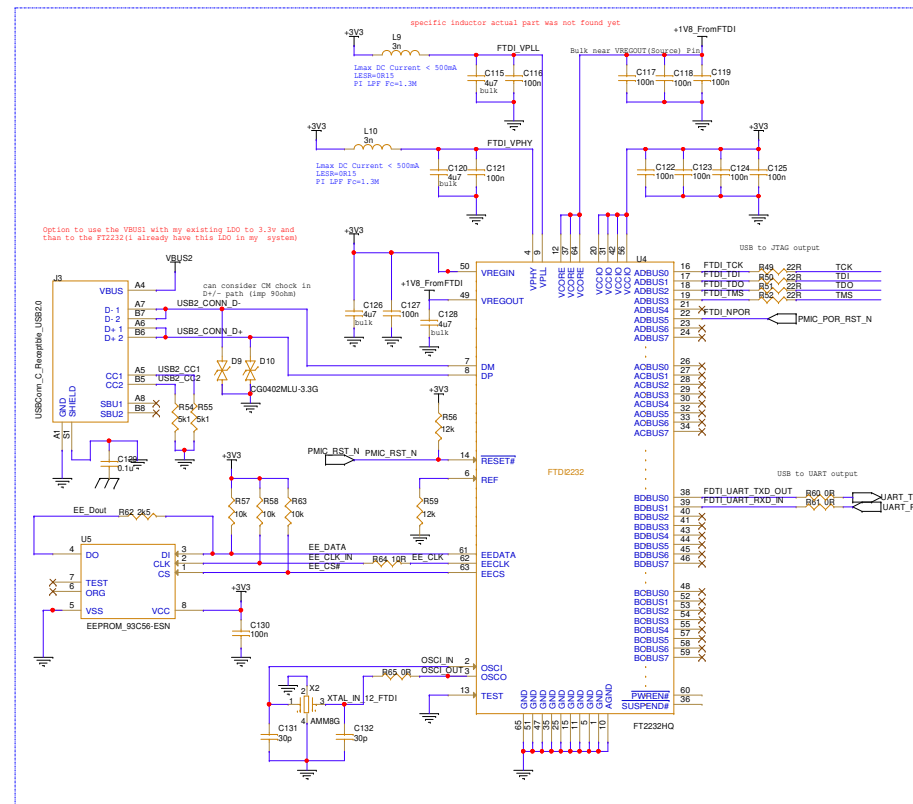 specific inductor actual part was not found yet
+3V3
L9
3n
FTDI_VPLL
+1V8_FromFTDI
Bulk near VREGOUT(Source) Pin
Lmax DC Current < 500mA
LESR=0R15
PI LPF Fc=1.3M
C115
4u7
bulk
C116
100n
C117
100n
C118
100n
C119
100n
+3V3
L10
3n
FTDI_VPHY
+3V3
Lmax DC Current < 500mA
LESR=0R15
PI LPF Fc=1.3M
C120
4u7
bulk
C121
100n
C122
100n
C123
100n
C124
100n
C125
100n
Option to use the VBUS1 with my existing LDO to 3.3v and
than to the FT2232(i already have this LDO in my system)
+3V3
VBUS2
4
9
12
37
64
20
31
42
56
U4
VPHY
VPLL
VCORE
VCORE
VCORE
VCCIO
VCCIO
VCCIO
VCCIO
USB to JTAG output
50
VREGIN
49
VREGOUT
+1V8_FromFTDI
C126
4u7
bulk
C127
100n
C128
4u7
bulk
ADBUS0
16
FTDI_TCK
R49
22R
TCK
ADBUS1
17
FTDI_TDI
R50
22R
TDI
ADBUS2
18
FTDI_TDO
R51
22R
TDO
ADBUS3
19
FTDI_TMS
R52
22R
TMS
ADBUS4
21
ADBUS5
22
FTDI_NPOR
PMIC_POR_RST_N
ADBUS6
23
ADBUS7
24
J3
USBConn_C_Receptible_USB2.0
VBUS
A4
can consider CM chock in
D+/- path (imp 90ohm)
D- 1
A7
USB2_CONN_D-
D- 2
B7
D+ 1
A6
USB2_CONN_D+
D+ 2
B6
D9
D10
CG0402MLU-3.3G
7
DM
8
DP
CC1
A5
USB2_CC1
CC2
B5
USB2_CC2
SBU1
A8
SBU2
B8
GND
SHIELD
A1
S1
R54
5k1
R55
5k1
C129
0.1u
ACBUS0
26
ACBUS1
27
ACBUS2
28
ACBUS3
29
ACBUS4
30
ACBUS5
32
ACBUS6
33
ACBUS7
34
+3V3
R56
12k
PMIC_RST_N
PMIC_RST_N
14
RESET#
FTDI2232
6
REF
R59
12k
+3V3
R57
10k
R58
10k
R63
10k
USB to UART output
BDBUS0
38
FDTI_UART_TXD_OUT
R60
0R
UART_T
BDBUS1
39
FDTI_UART_RXD_IN
R61
0R
UART_R
BDBUS2
40
BDBUS3
41
BDBUS4
43
BDBUS5
44
BDBUS6
45
BDBUS7
46
EE_Dout
R62
2k5
U5
4
DO
DI
3
EE_DATA
61
EEDATA
CLK
2
EE_CLK_IN
R64
10R
EE_CLK
62
EECLK
CS
1
EE_CS#
63
EECS
7
TEST
6
ORG
5
VSS
VCC
8
EEPROM_93C56-ESN
+3V3
C130
100n
BCBUS0
48
BCBUS1
52
BCBUS2
53
BCBUS3
54
BCBUS4
55
BCBUS5
57
BCBUS6
58
BCBUS7
59
OSCI_IN
2
OSCI
OSCI_OUT
3
OSCO
R65
0R
13
TEST
X2
2
1
3
4
XTAL_IN_12_FTDI
AMM8G
C131
30p
C132
30p
PWREN#
60
SUSPEND#
36
GND
GND
GND
GND
GND
GND
GND
GND
GND
AGND
65
51
47
35
25
15
11
5
1
10
FT2232HQ